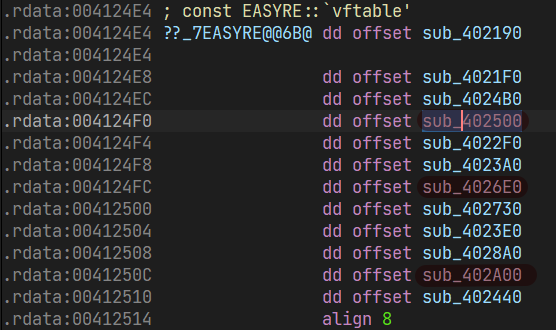 .rdata:004124E4 ; const EASYRE::`vftable'
.rdata:004124E4 ??_7EASYRE@@6B@ dd offset sub_402190
.rdata:004124E4
.rdata:004124E8 dd offset sub_4021F0
.rdata:004124EC dd offset sub_4024B0
.rdata:004124F0 dd offset sub_402500
.rdata:004124F4 dd offset sub_4022F0
.rdata:004124F8 dd offset sub_4023A0
.rdata:004124FC dd offset sub_4026E0
.rdata:00412500 dd offset sub_402730
.rdata:00412504 dd offset sub_4023E0
.rdata:00412508 dd offset sub_4028A0
.rdata:0041250C dd offset sub_402A00
.rdata:00412510 dd offset sub_402440
.rdata:00412514 align 8